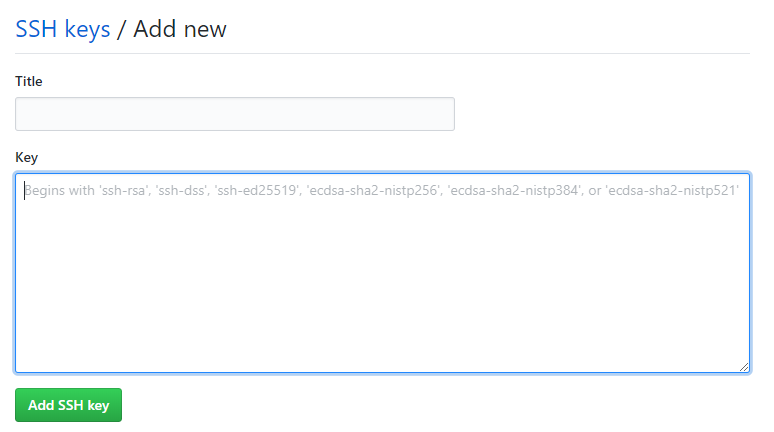 SSH keys / Add new
Title
Key
Begins with 'ssh-rsa', 'ssh-dss', 'ssh-ed25519', 'ecdsa-sha2-nistp256', 'ecdsa-sha2-nistp384', or 'ecdsa-sha2-nistp521'
Add SSH key